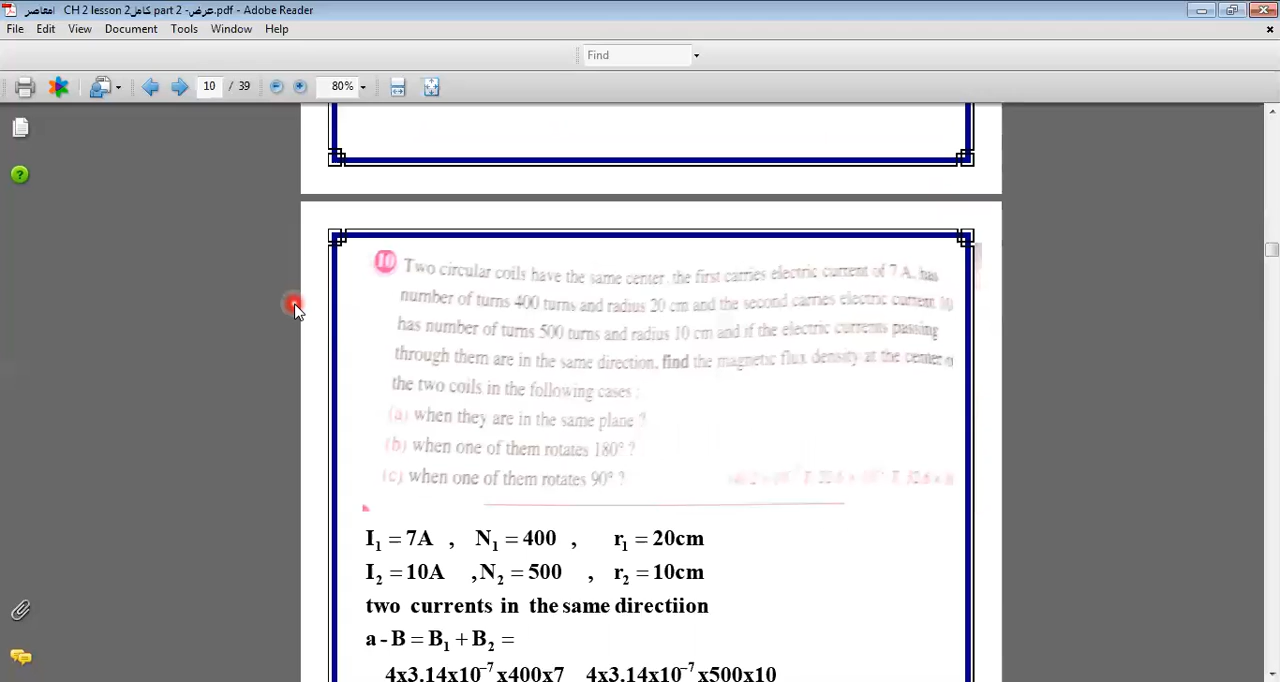 امعاصر CH 2 lesson 2كامل part 2 -عرض.pdf - Adobe Reader
File Edit View Document Tools Window Help
Find
10 / 39 80%
10 Two circular coils have the same center, the first carries electric current of 7 A, has
number of turns 400 turns and radius 20 cm and the second carries electric current 10
has number of turns 500 turns and radius 10 cm and if the electric currents passing
through them are in the same direction, find the magnetic flux density at the center o
the two coils in the following cases :
(a) when they are in the same plane ?
(b) when one of them rotates 180° ?
(c) when one of them rotates 90° ?
I₁ = 7A , N₁ = 400 , r₁ = 20cm
I₂ = 10A , N₂ = 500 , r₂ = 10cm
two currents in the same directiion
a - B = B₁ + B₂ =
4x3.14x10⁻⁷x400x7 4x3.14x10⁻⁷x500x10